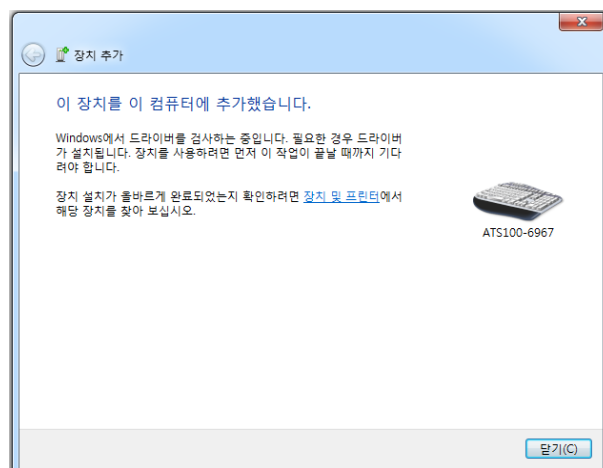 장치 추가
이 장치를 이 컴퓨터에 추가했습니다.
Windows에서 드라이버를 검사하는 중입니다. 필요한 경우 드라이버
가 설치됩니다. 장치를 사용하려면 먼저 이 작업이 끝날 때까지 기다
려야 합니다.
장치 설치가 올바르게 완료되었는지 확인하려면 장치 및 프린터에서
해당 장치를 찾아 보십시오.
ATS100-6967
닫기(C)